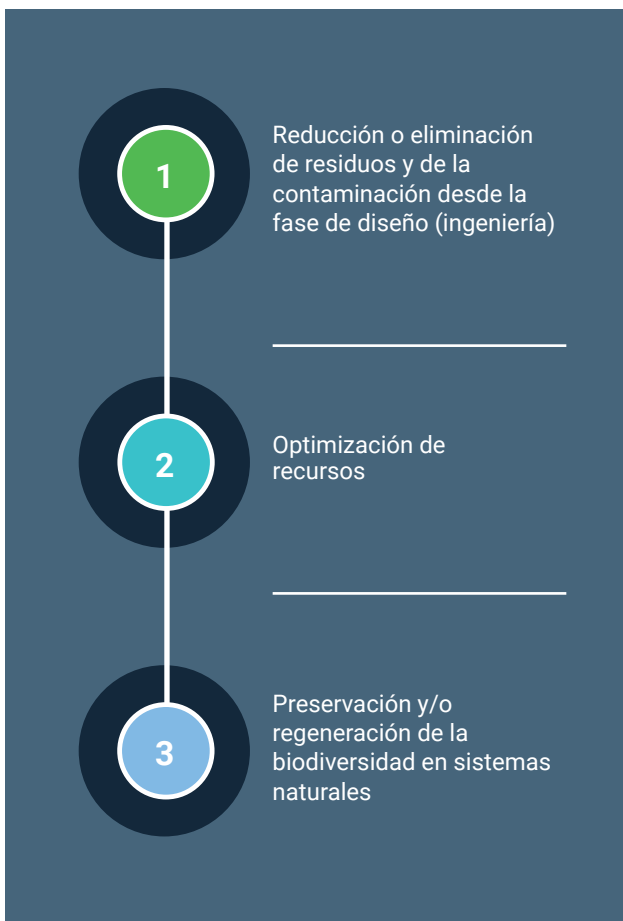 1
Reducción o eliminación
de residuos y de la
contaminación desde la
fase de diseño (ingeniería)
2
Optimización de
recursos
3
Preservación y/o
regeneración de la
biodiversidad en sistemas
naturales